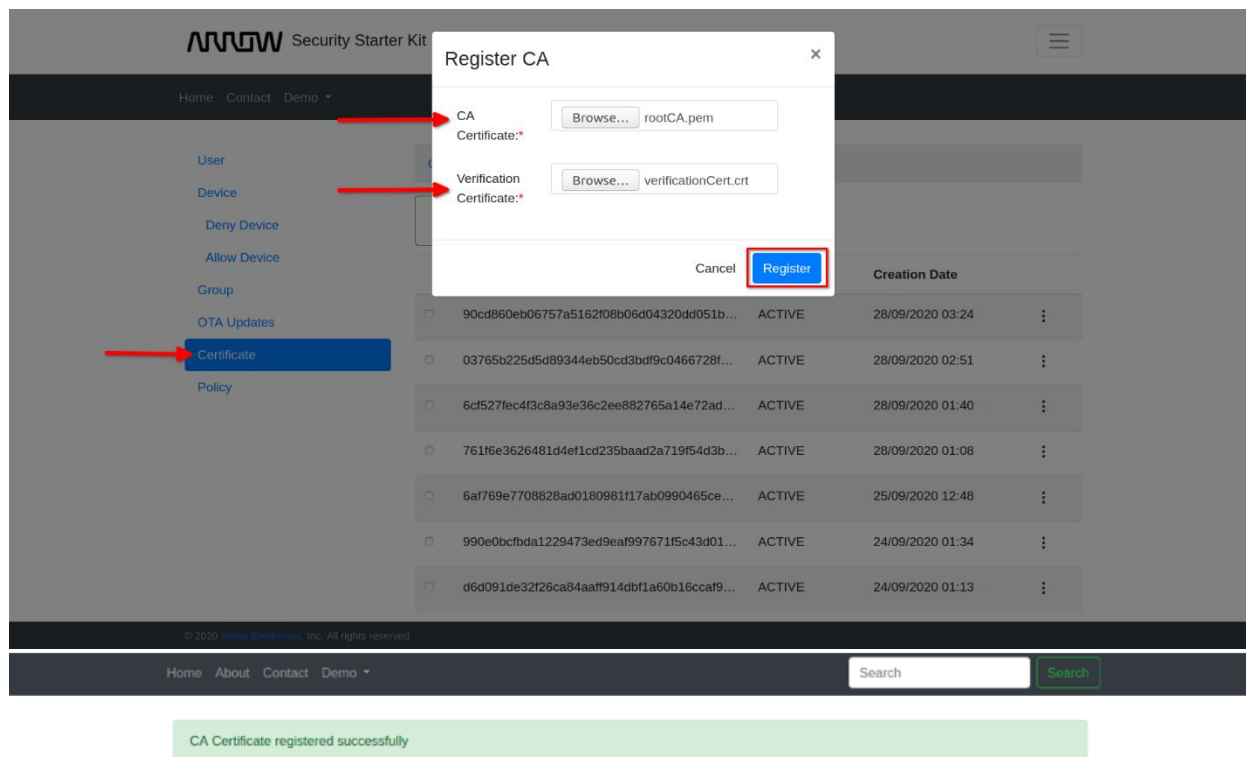 ARROW Security Starter Kit
Register CA
×
Home Contact Demo
CA
Certificate:*
Browse... rootCA.pem
Verification
Certificate:*
Browse... verificationCert.crt
Cancel Register
User
Device
Deny Device
Allow Device
Group
OTA Updates
Certificate
Policy
Creation Date
90cd860eb06757a5162f08b06d04320dd051b... ACTIVE 28/09/2020 03:24
03765b225d5d89344eb50cd3bdf9c0466728f... ACTIVE 28/09/2020 02:51
6cf527fec4f3c8a93e36c2ee882765a14e72ad... ACTIVE 28/09/2020 01:40
761f6e3626481d4ef1cd235baad2a719f54d3b... ACTIVE 28/09/2020 01:08
6af769e7708828ad0180981f17ab0990465ce... ACTIVE 25/09/2020 12:48
990e0bcfbda1229473ed9eaf997671f5c43d01... ACTIVE 24/09/2020 01:34
d6d091de32f26ca84aaff914dbf1a60b16ccaf9... ACTIVE 24/09/2020 01:13
© 2020 Arrow Electronics, Inc. All rights reserved
Home About Contact Demo
Search Search
CA Certificate registered successfully